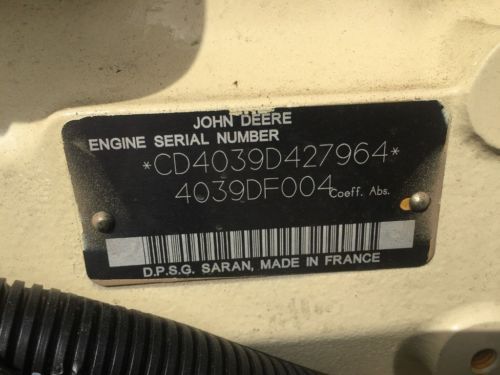 JOHN DEERE
ENGINE SERIAL NUMBER
*CD4039D427964*
4039DF004 Coeff. Abs.
D.P.S.G. SARAN, MADE IN FRANCE